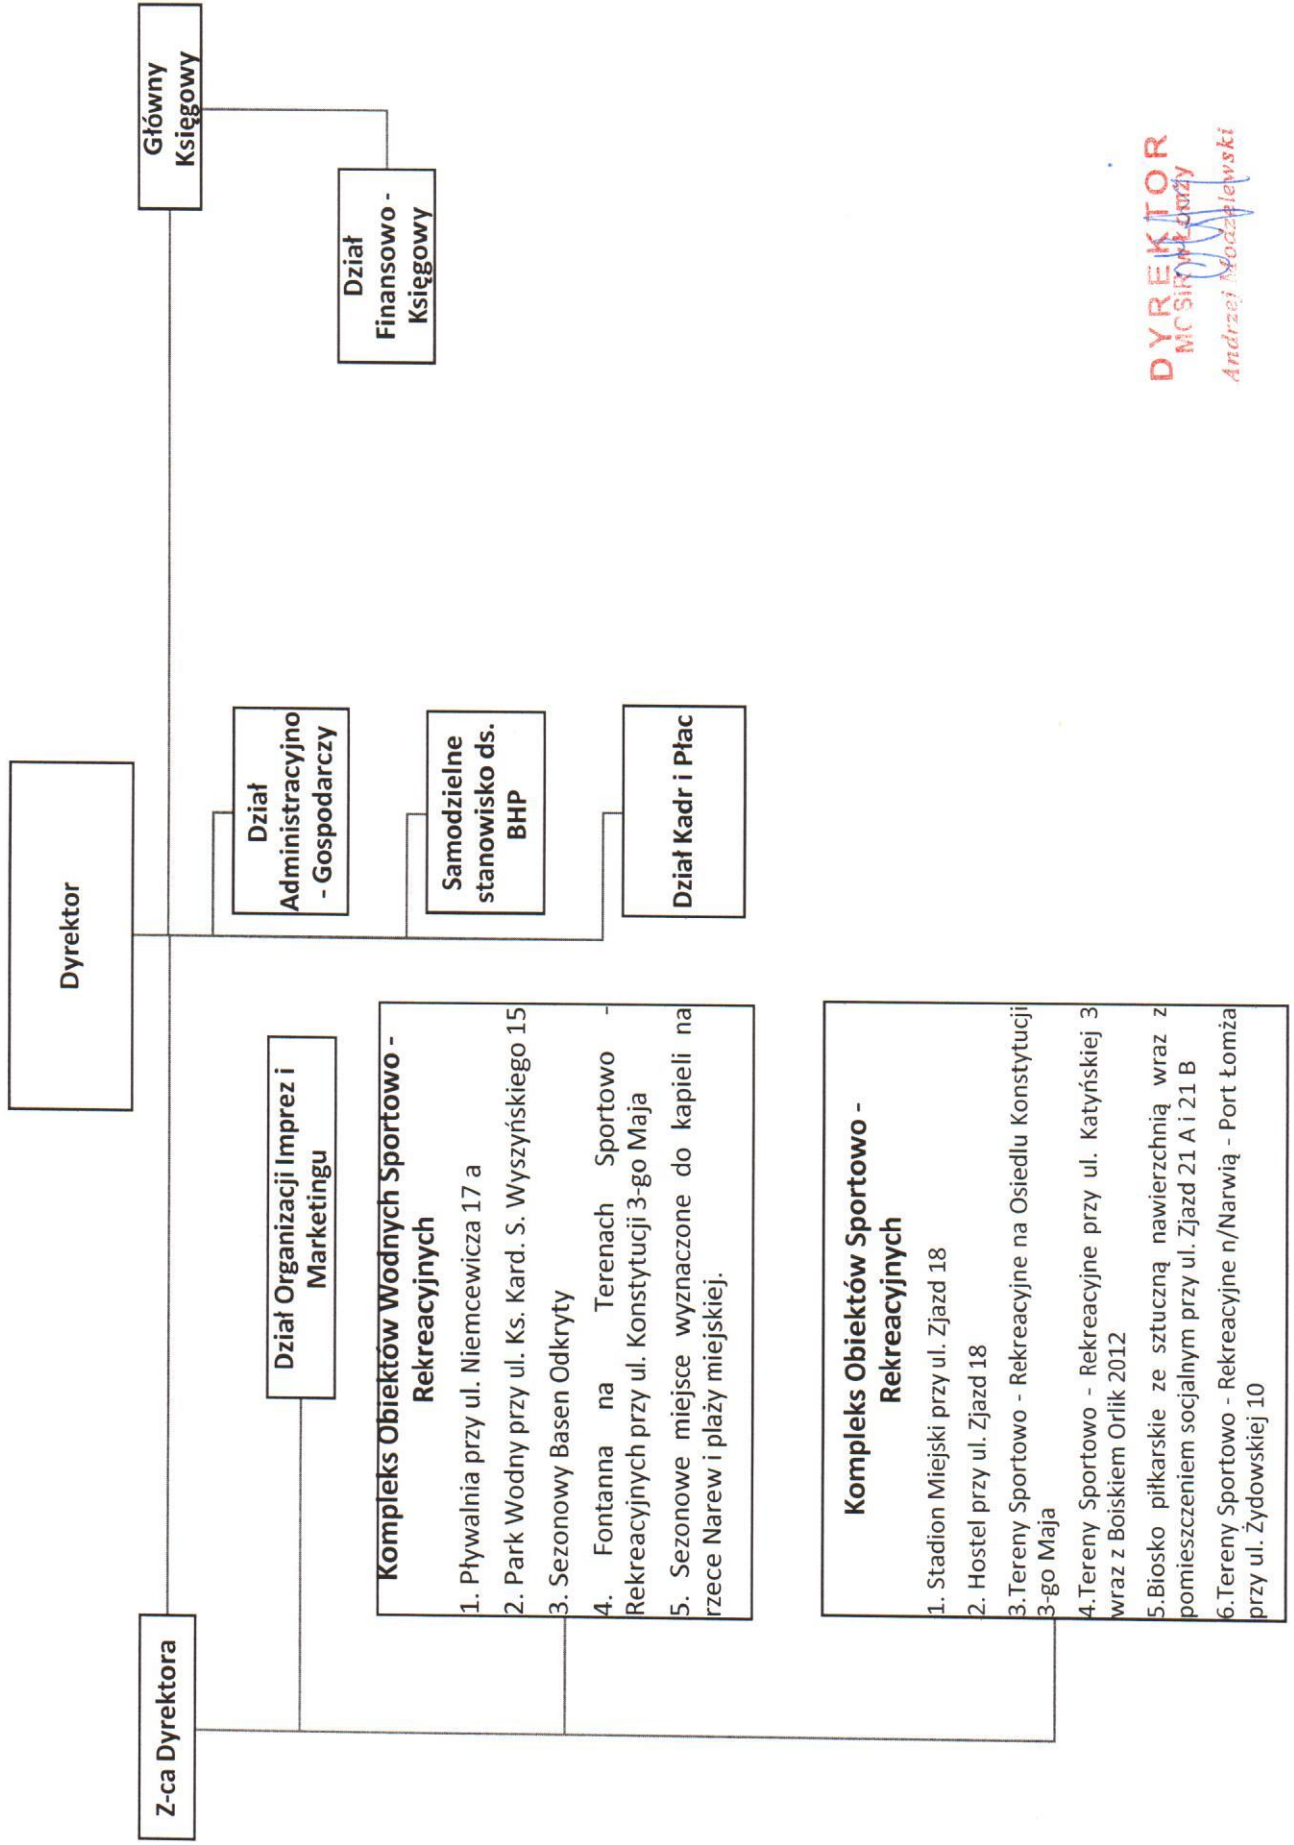 Dyrektor
Z-ca Dyrektora
Główny
Księgowy
Dział Organizacji Imprez i
Marketingu
Kompleks Obiektów Wodnych Sportowo -
Rekreacyjnych
1. Pływalnia przy ul. Niemcewicza 17 a
2. Park Wodny przy ul. Ks. Kard. S. Wyszyńskiego 15
3. Sezonowy Basen Odkryty
4. Fontanna na Terenach Sportowo -
Rekreacyjnych przy ul. Konstytucji 3-go Maja
5. Sezonowe miejsce wyznaczone do kapieli na
rzece Narew i plaży miejskiej.
Kompleks Obiektów Sportowo -
Rekreacyjnych
1. Stadion Miejski przy ul. Zjazd 18
2. Hostel przy ul. Zjazd 18
3.Tereny Sportowo - Rekreacyjne na Osiedlu Konstytucji
3-go Maja
4.Tereny Sportowo - Rekreacyjne przy ul. Katyńskiej 3
wraz z Boiskiem Orlik 2012
5.Biosko piłkarskie ze sztuczną nawierzchnią wraz z
pomieszczeniem socjalnym przy ul. Zjazd 21 A i 21 B
6.Tereny Sportowo - Rekreacyjne n/Narwią - Port Łomża
przy ul. Żydowskiej 10
Dział
Administracyjno
- Gospodarczy
Samodzielne
stanowisko ds.
BHP
Dział Kadr i Płac
Dział
Finansowo -
Księgowy
DYREKTOR
MOSiR w Łomży
Andrzej Modzelewski